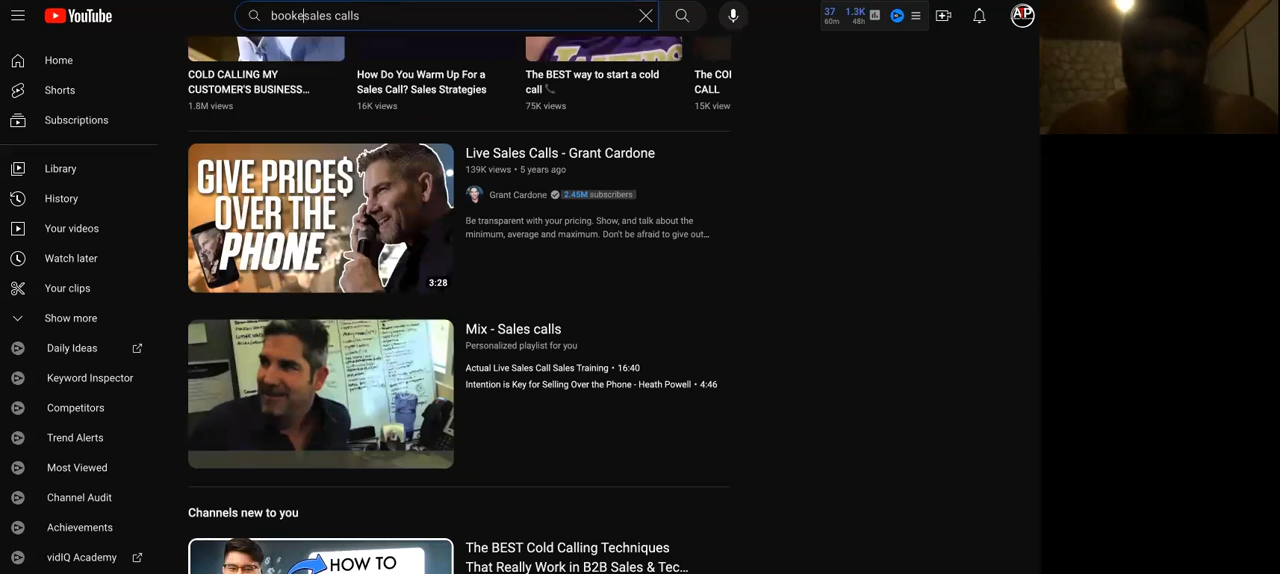 YouTube
bookesales calls
37
60m
1.3K
48h
ATP
Home
Shorts
Subscriptions
Library
History
Your videos
Watch later
Your clips
Show more
Daily Ideas
Keyword Inspector
Competitors
Trend Alerts
Most Viewed
Channel Audit
Achievements
vidIQ Academy
COLD CALLING MY
CUSTOMER'S BUSINESS...
1.8M views
How Do You Warm Up For a
Sales Call? Sales Strategies
16K views
The BEST way to start a cold
call 📞
75K views
The COL
CALL
15K view
GIVE PRICE$
OVER THE
PHONE
3:28
Live Sales Calls - Grant Cardone
139K views • 5 years ago
Grant Cardone 2.45M subscribers
Be transparent with your pricing. Show, and talk about the
minimum, average and maximum. Don't be afraid to give out...
Mix - Sales calls
Personalized playlist for you
Actual Live Sales Call Sales Training • 16:40
Intention is Key for Selling Over the Phone - Heath Powell • 4:46
Channels new to you
HOW TO
The BEST Cold Calling Techniques
That Really Work in B2B Sales & Tec...